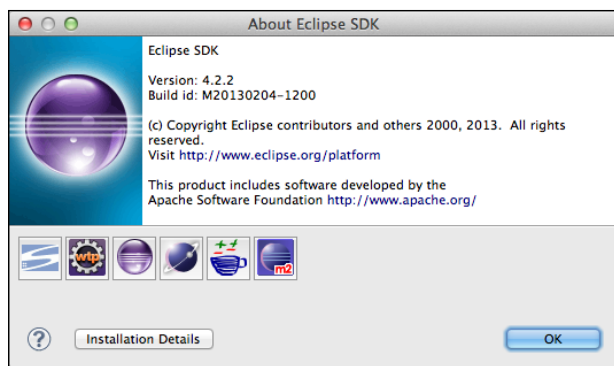 About Eclipse SDK
Eclipse SDK
Version: 4.2.2
Build id: M20130204-1200
(c) Copyright Eclipse contributors and others 2000, 2013.  All rights
reserved.
Visit http://www.eclipse.org/platform
This product includes software developed by the
Apache Software Foundation http://www.apache.org/
wtp
m2
?
Installation Details
OK